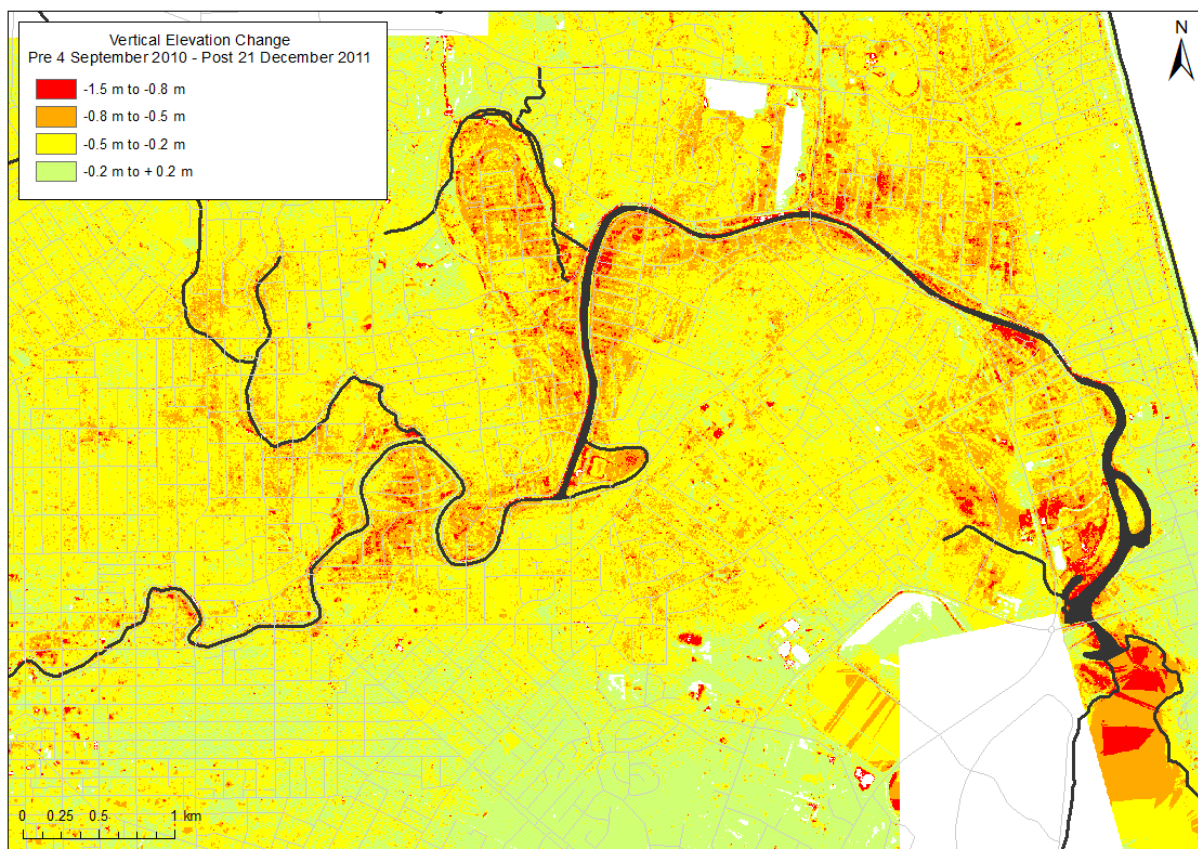 Vertical Elevation Change
Pre 4 September 2010 - Post 21 December 2011
-1.5 m to -0.8 m
-0.8 m to -0.5 m
-0.5 m to -0.2 m
-0.2 m to + 0.2 m
N
0 0.25 0.5 1 km